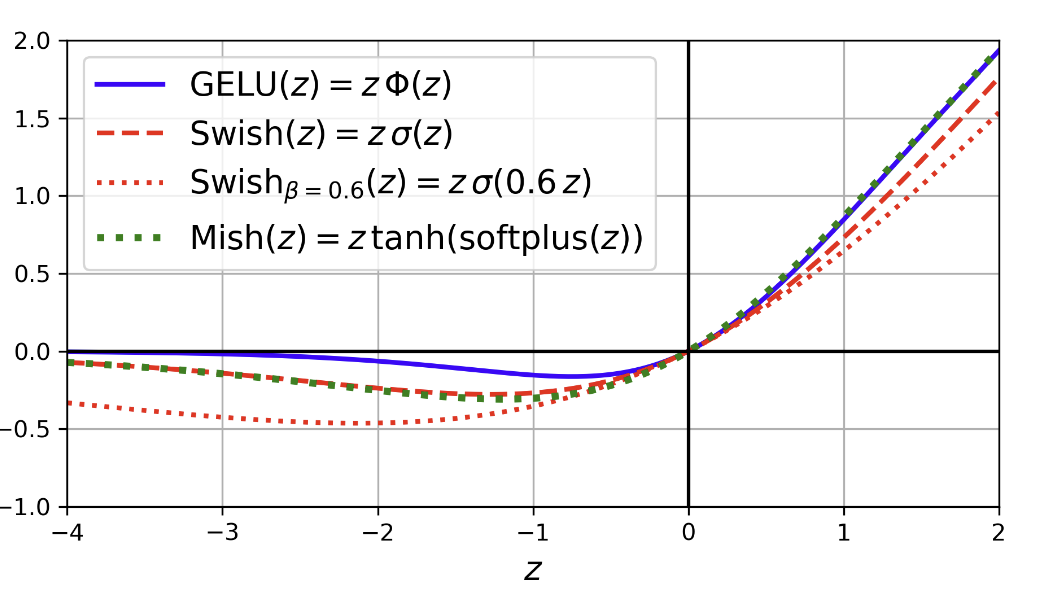 2.0
1.5
1.0
0.5
0.0
−0.5
−1.0
GELU(z) = z Φ(z)
Swish(z) = z σ(z)
Swishβ = 0.6(z) = z σ(0.6 z)
Mish(z) = z tanh(softplus(z))
−4 −3 −2 −1 0 1 2
z